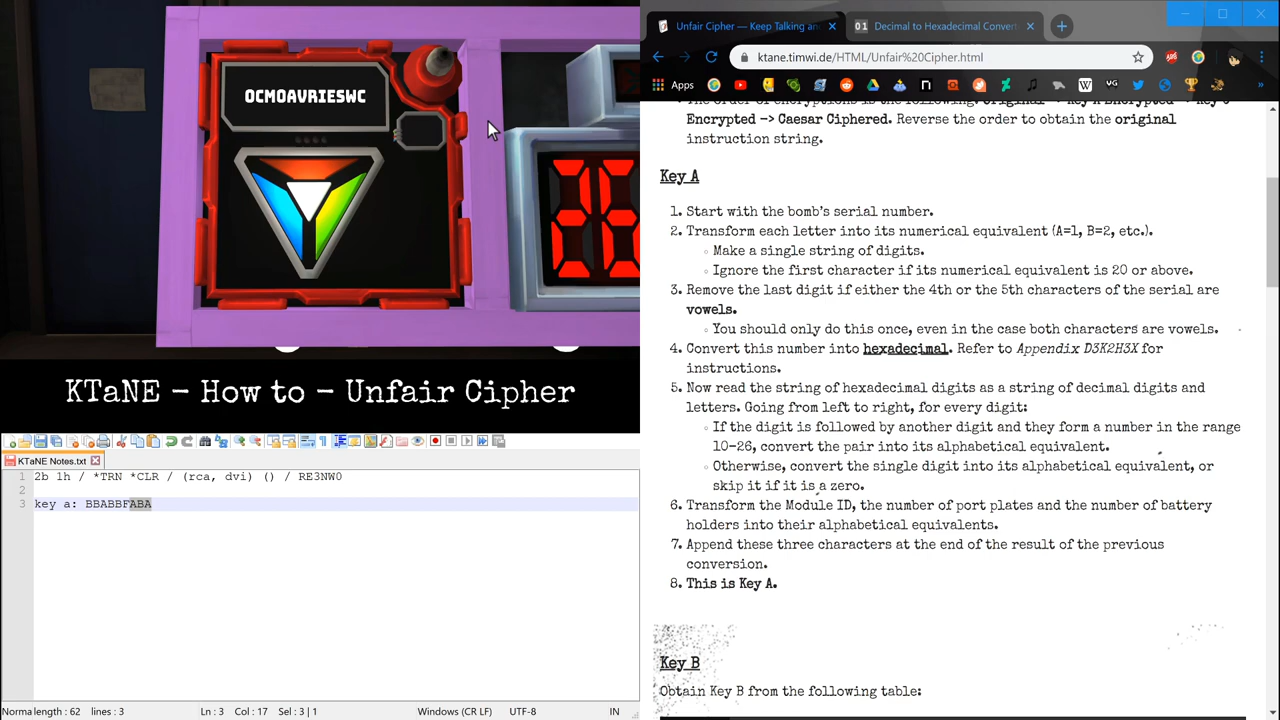 OCMOAVRIESWC
KTaNE - How to - Unfair Cipher
KTaNE Notes.txt
1 2b 1h / *TRN *CLR / (rca, dvi) () / RE3NW0
2
3 key a: BBABBFABA
Normal length : 62 lines : 3 Ln : 3 Col : 17 Sel : 3 | 1 Windows (CR LF) UTF-8 IN
Unfair Cipher — Keep Talking an
01 Decimal to Hexadecimal Convert
ktane.timwi.de/HTML/Unfair%20Cipher.html
Apps
The order of encryptions is the following:
Encrypted -> Caesar Ciphered. Reverse the order to obtain the original
instruction string.
Key A
1. Start with the bomb's serial number.
2. Transform each letter into its numerical equivalent (A=1, B=2, etc.).
Make a single string of digits.
Ignore the first character if its numerical equivalent is 20 or above.
3. Remove the last digit if either the 4th or the 5th characters of the serial are
vowels.
You should only do this once, even in the case both characters are vowels.
4. Convert this number into hexadecimal. Refer to Appendix D3K2H3X for
instructions.
5. Now read the string of hexadecimal digits as a string of decimal digits and
letters. Going from left to right, for every digit:
If the digit is followed by another digit and they form a number in the range
10-26, convert the pair into its alphabetical equivalent.
Otherwise, convert the single digit into its alphabetical equivalent, or
skip it if it is a zero.
6. Transform the Module ID, the number of port plates and the number of battery
holders into their alphabetical equivalents.
7. Append these three characters at the end of the result of the previous
conversion.
8. This is Key A.
Key B
Obtain Key B from the following table: